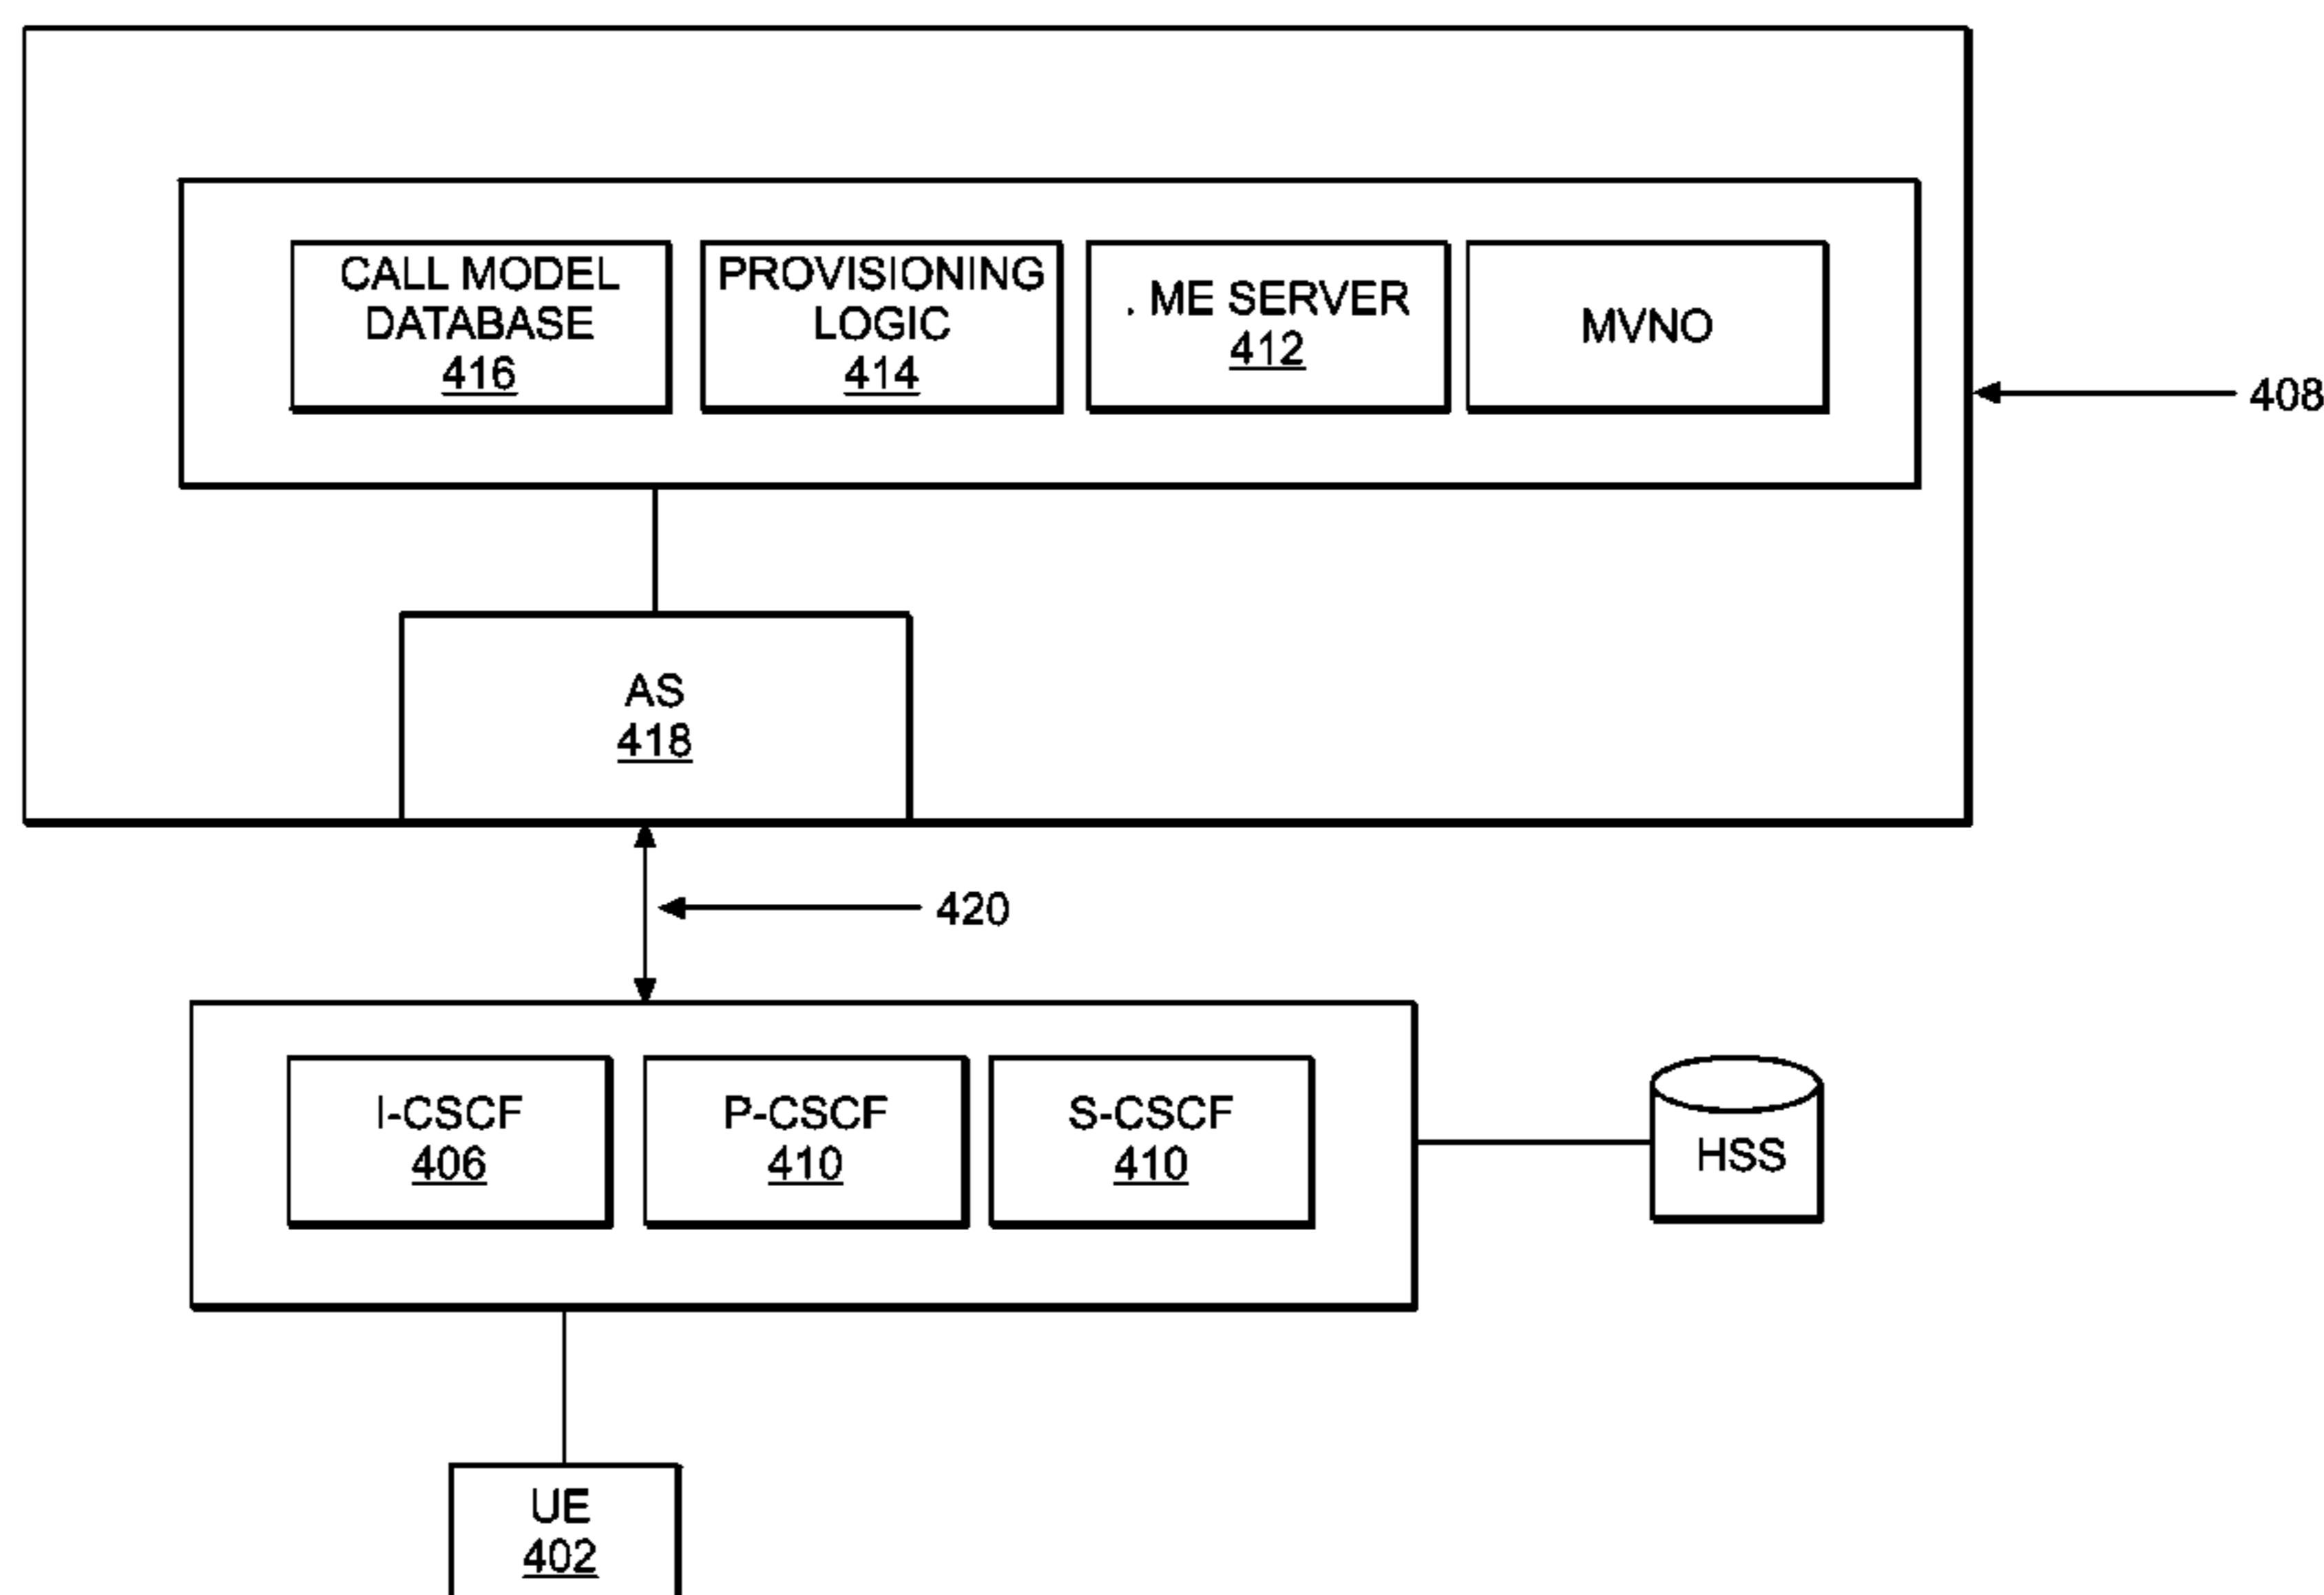 CALL MODEL
DATABASE
416
PROVISIONING
LOGIC
414
. ME SERVER
412
MVNO
408
AS
418
420
I-CSCF
406
P-CSCF
410
S-CSCF
410
HSS
UE
402